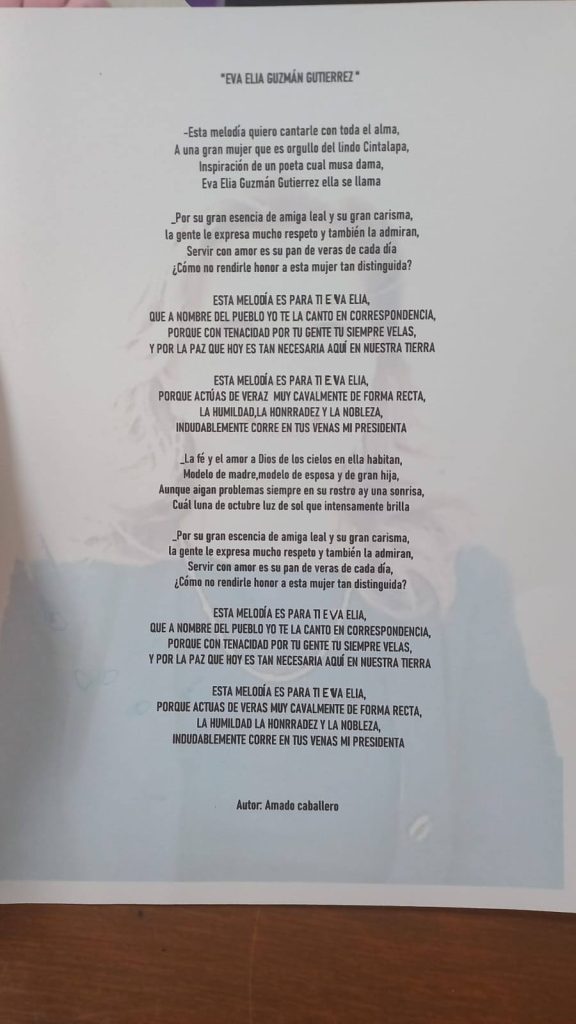 "EVA ELIA GUZMÁN GUTIERREZ"
-Esta melodía quiero cantarle con toda el alma,
A una gran mujer que es orgullo del lindo Cintalapa,
Inspiración de un poeta cual musa dama,
Eva Elia Guzmán Gutierrez ella se llama
_Por su gran esencia de amiga leal y su gran carisma,
la gente le expresa mucho respeto y también la admiran,
Servir con amor es su pan de veras de cada día
¿Cómo no rendirle honor a esta mujer tan distinguida?
ESTA MELODÍA ES PARA TI EVA ELIA,
QUE A NOMBRE DEL PUEBLO YO TE LA CANTO EN CORRESPONDENCIA,
PORQUE CON TENACIDAD POR TU GENTE TU SIEMPRE VELAS,
Y POR LA PAZ QUE HOY ES TAN NECESARIA AQUÍ EN NUESTRA TIERRA
ESTA MELODÍA ES PARA TI EVA ELIA,
PORQUE ACTÚAS DE VERAZ MUY CAVALMENTE DE FORMA RECTA,
LA HUMILDAD,LA HONRRADEZ Y LA NOBLEZA,
INDUDABLEMENTE CORRE EN TUS VENAS MI PRESIDENTA
_La fé y el amor a Dios de los cielos en ella habitan,
Modelo de madre,modelo de esposa y de gran hija,
Aunque aigan problemas siempre en su rostro ay una sonrisa,
Cuál luna de octubre luz de sol que intensamente brilla
_Por su gran escencia de amiga leal y su gran carisma,
la gente le expresa mucho respeto y también la admiran,
Servir con amor es su pan de veras de cada día,
¿Cómo no rendirle honor a esta mujer tan distinguida?
ESTA MELODÍA ES PARA TI EVA ELIA,
QUE A NOMBRE DEL PUEBLO YO TE LA CANTO EN CORRESPONDENCIA,
PORQUE CON TENACIDAD POR TU GENTE TU SIEMPRE VELAS,
Y POR LA PAZ QUE HOY ES TAN NECESARIA AQUÍ EN NUESTRA TIERRA
ESTA MELODÍA ES PARA TI EVA ELIA,
PORQUE ACTUAS DE VERAS MUY CAVALMENTE DE FORMA RECTA,
LA HUMILDAD LA HONRRADEZ Y LA NOBLEZA,
INDUDABLEMENTE CORRE EN TUS VENAS MI PRESIDENTA
Autor: Amado caballero